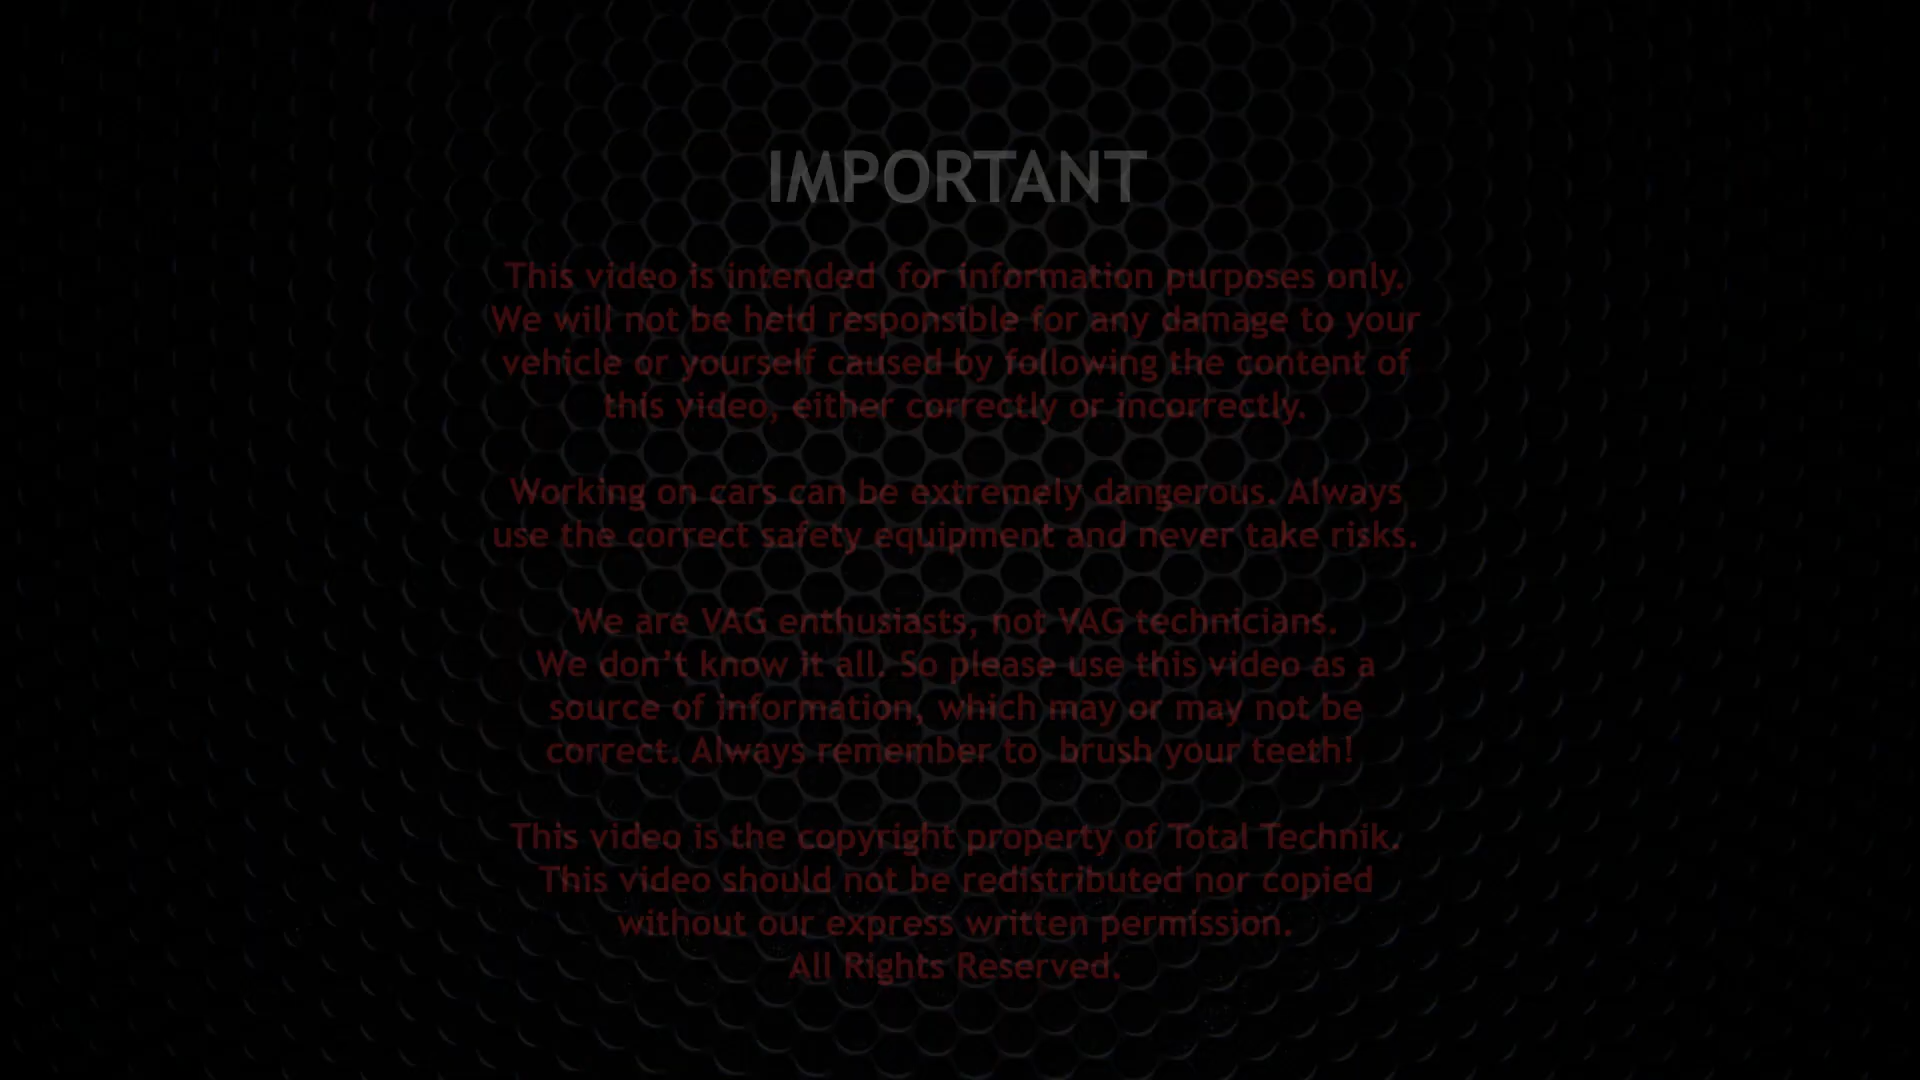 IMPORTANT
This video is intended  for information purposes only.
We will not be held responsible for any damage to your
vehicle or yourself caused by following the content of
this video, either correctly or incorrectly.
Working on cars can be extremely dangerous. Always
use the correct safety equipment and never take risks.
We are VAG enthusiasts, not VAG technicians.
We don’t know it all. So please use this video as a
source of information, which may or may not be
correct. Always remember to  brush your teeth!
This video is the copyright property of Total Technik.
This video should not be redistributed nor copied
without our express written permission.
All Rights Reserved.